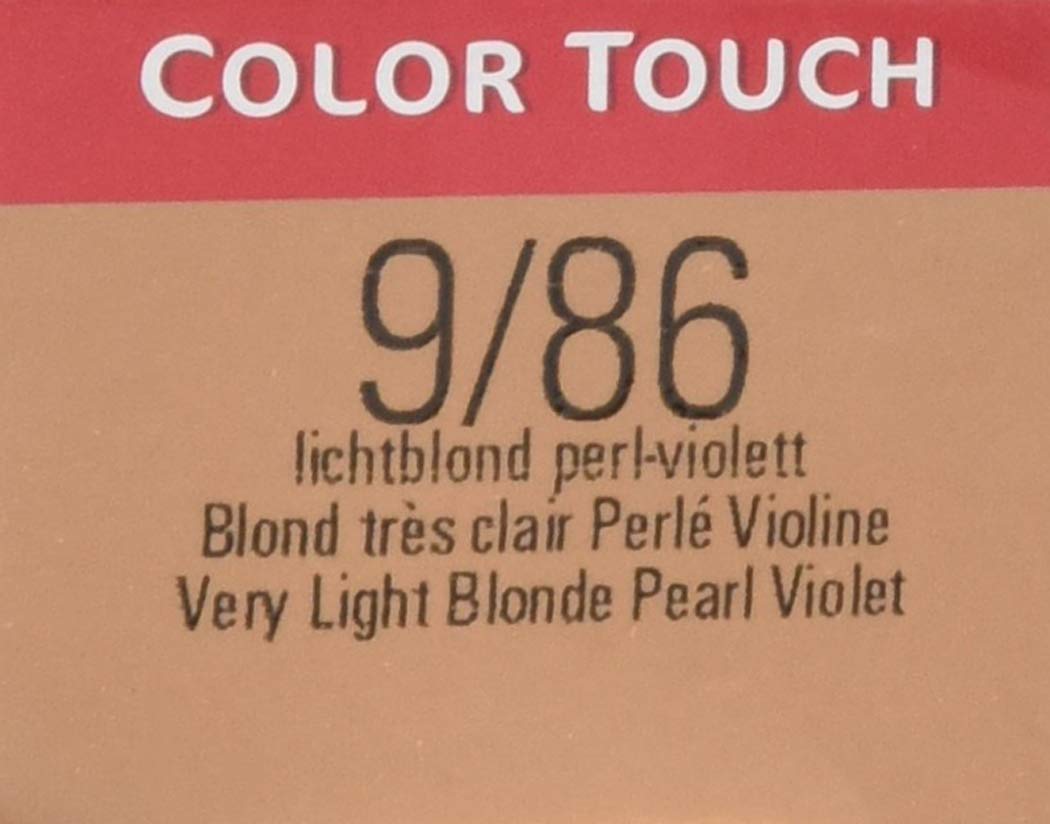 COLOR TOUCH
9/86
lichtblond perl-violett
Blond très clair Perlé Violine
Very Light Blonde Pearl Violet